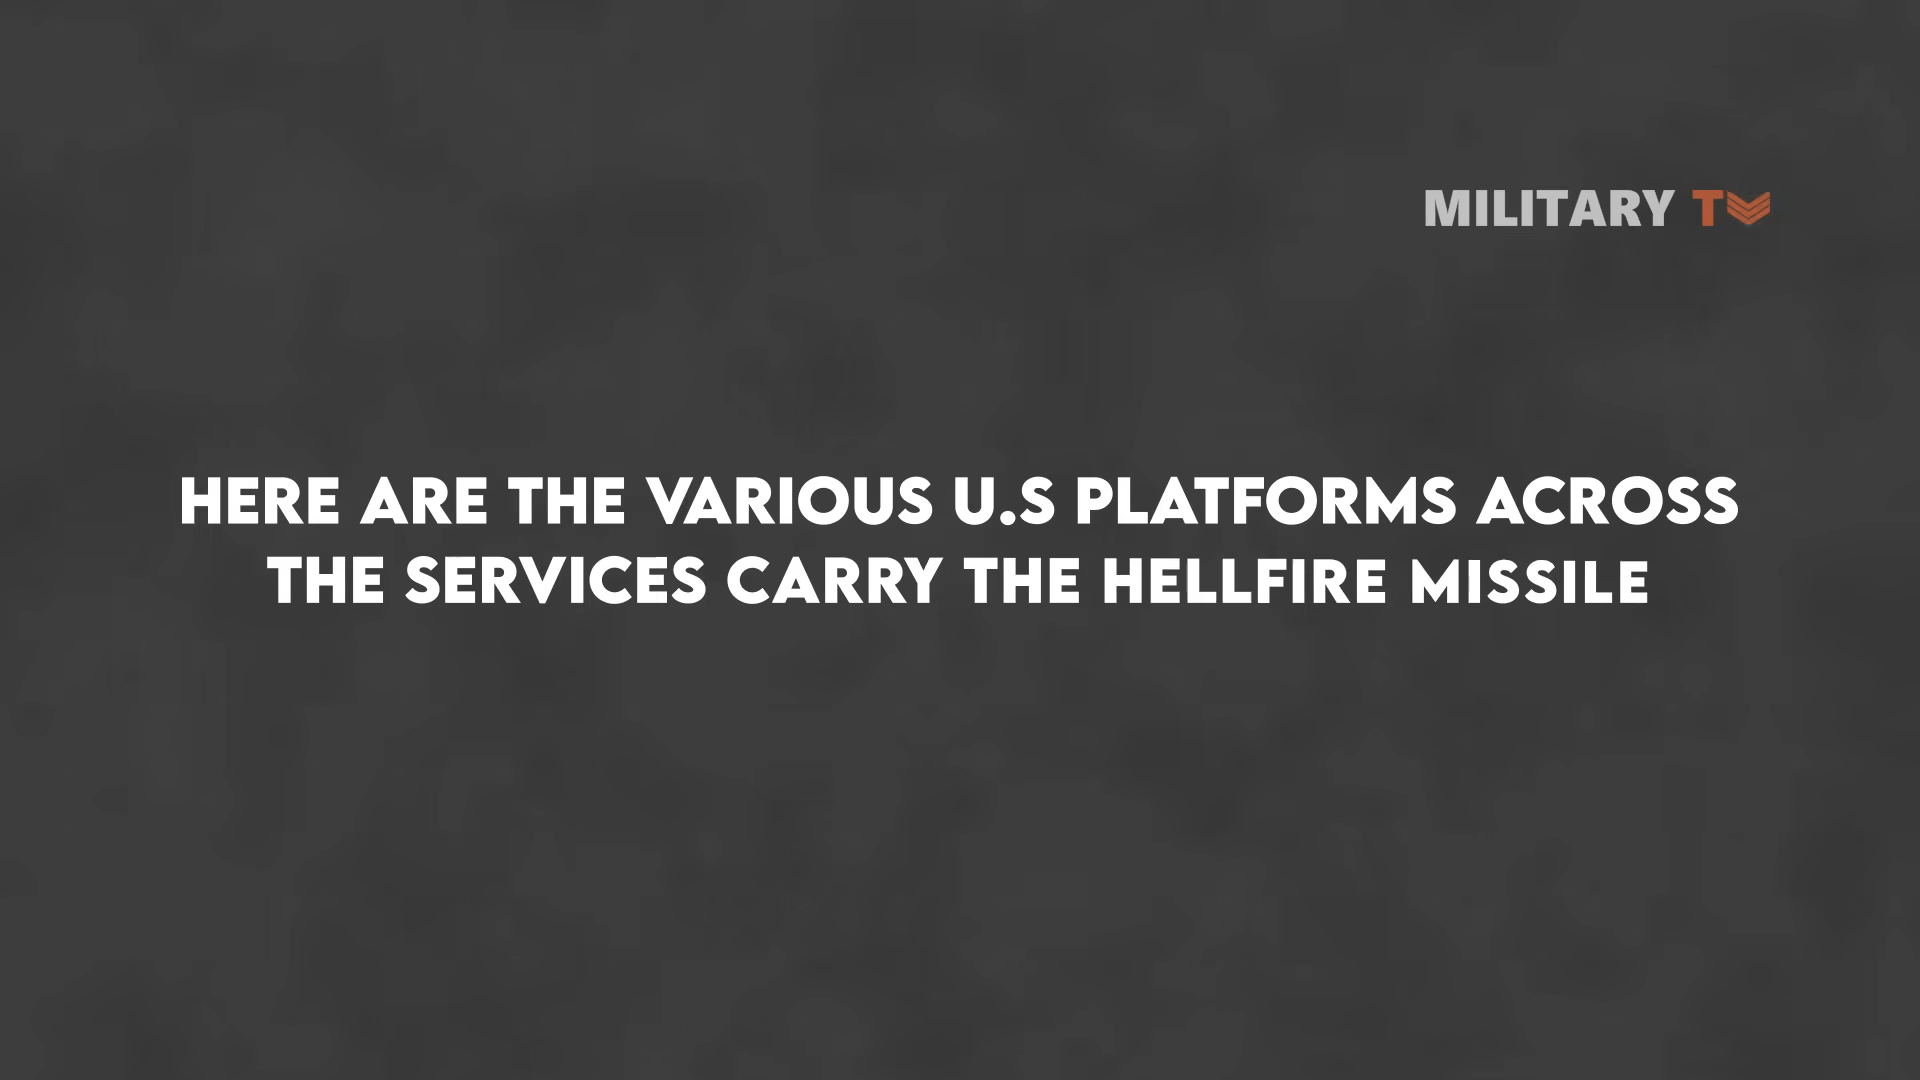 MILITARY TV
HERE ARE THE VARIOUS U.S PLATFORMS ACROSS
THE SERVICES CARRY THE HELLFIRE MISSILE